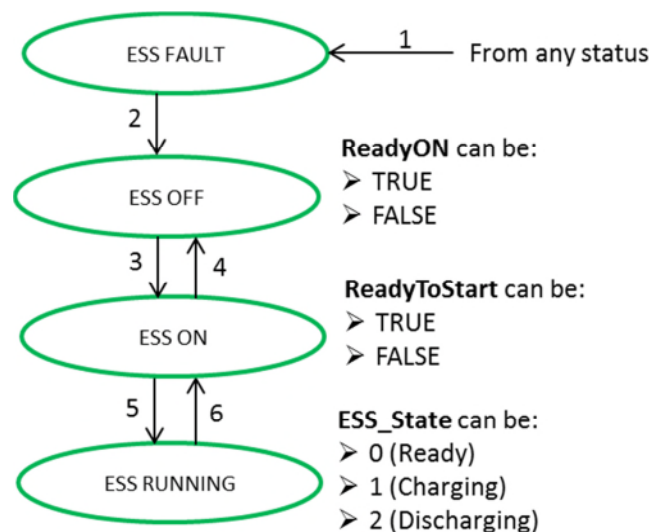 ESS FAULT
1
From any status
2
ESS OFF
ReadyON can be:
➢ TRUE
➢ FALSE
3
4
ESS ON
ReadyToStart can be:
➢ TRUE
➢ FALSE
5
6
ESS RUNNING
ESS_State can be:
➢ 0 (Ready)
➢ 1 (Charging)
➢ 2 (Discharging)